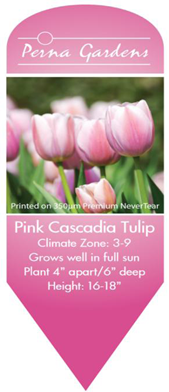 Perna Gardens
Printed on 350µm Premium NeverTear
Pink Cascadia Tulip
Climate Zone: 3-9
Grows well in full sun
Plant 4” apart/6” deep
Height: 16-18”